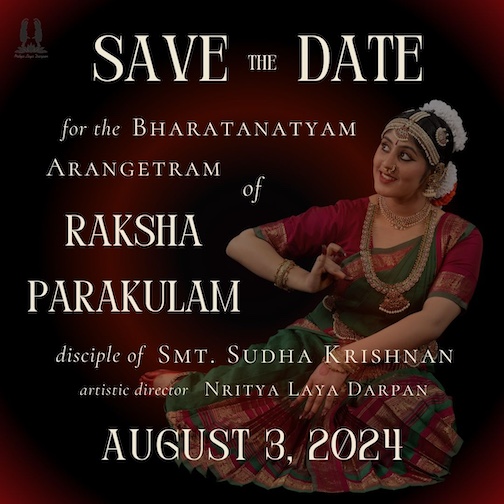 SAVE THE DATE
for the BHARATANATYAM
ARANGETRAM
of
RAKSHA
PARAKULAM
disciple of SMT. SUDHA KRISHNAN
artistic director NRITYA LAYA DARPAN
AUGUST 3, 2024